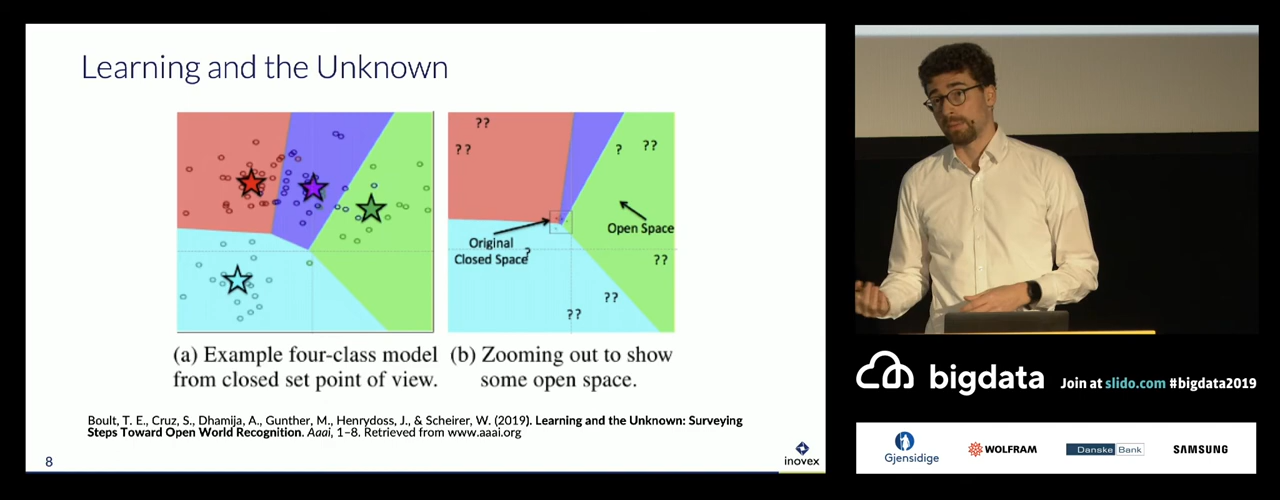 Learning and the Unknown
??
??
?
??
Open Space
Original
Closed Space
?
??
??
??
(a) Example four-class model
from closed set point of view.
(b) Zooming out to show
some open space.
Boult, T. E., Cruz, S., Dhamija, A., Gunther, M., Henrydoss, J., & Scheirer, W. (2019). Learning and the Unknown: Surveying
Steps Toward Open World Recognition. Aaai, 1–8. Retrieved from www.aaai.org
8
inovex
bigdata
Join at slido.com #bigdata2019
Gjensidige
WOLFRAM
Danske Bank
SAMSUNG